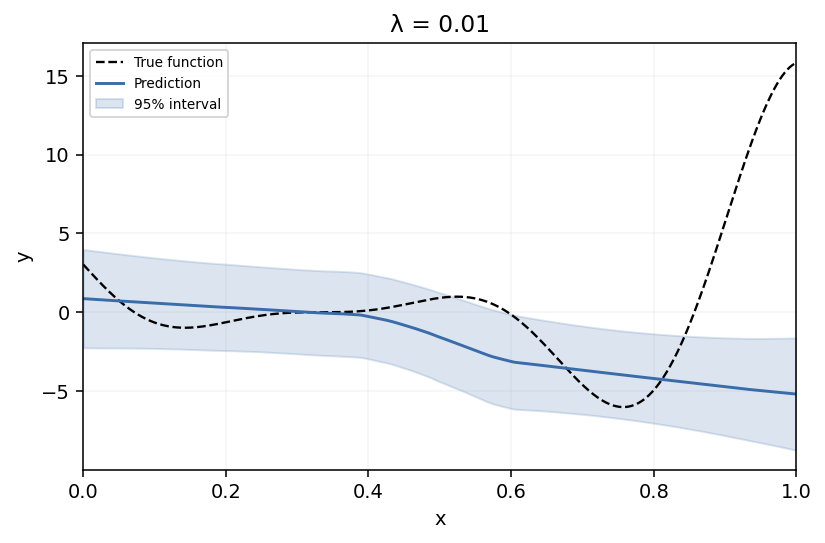 λ = 0.01
True function
Prediction
95% interval
15
10
5
0
−5
y
0.0 0.2 0.4 0.6 0.8 1.0
x